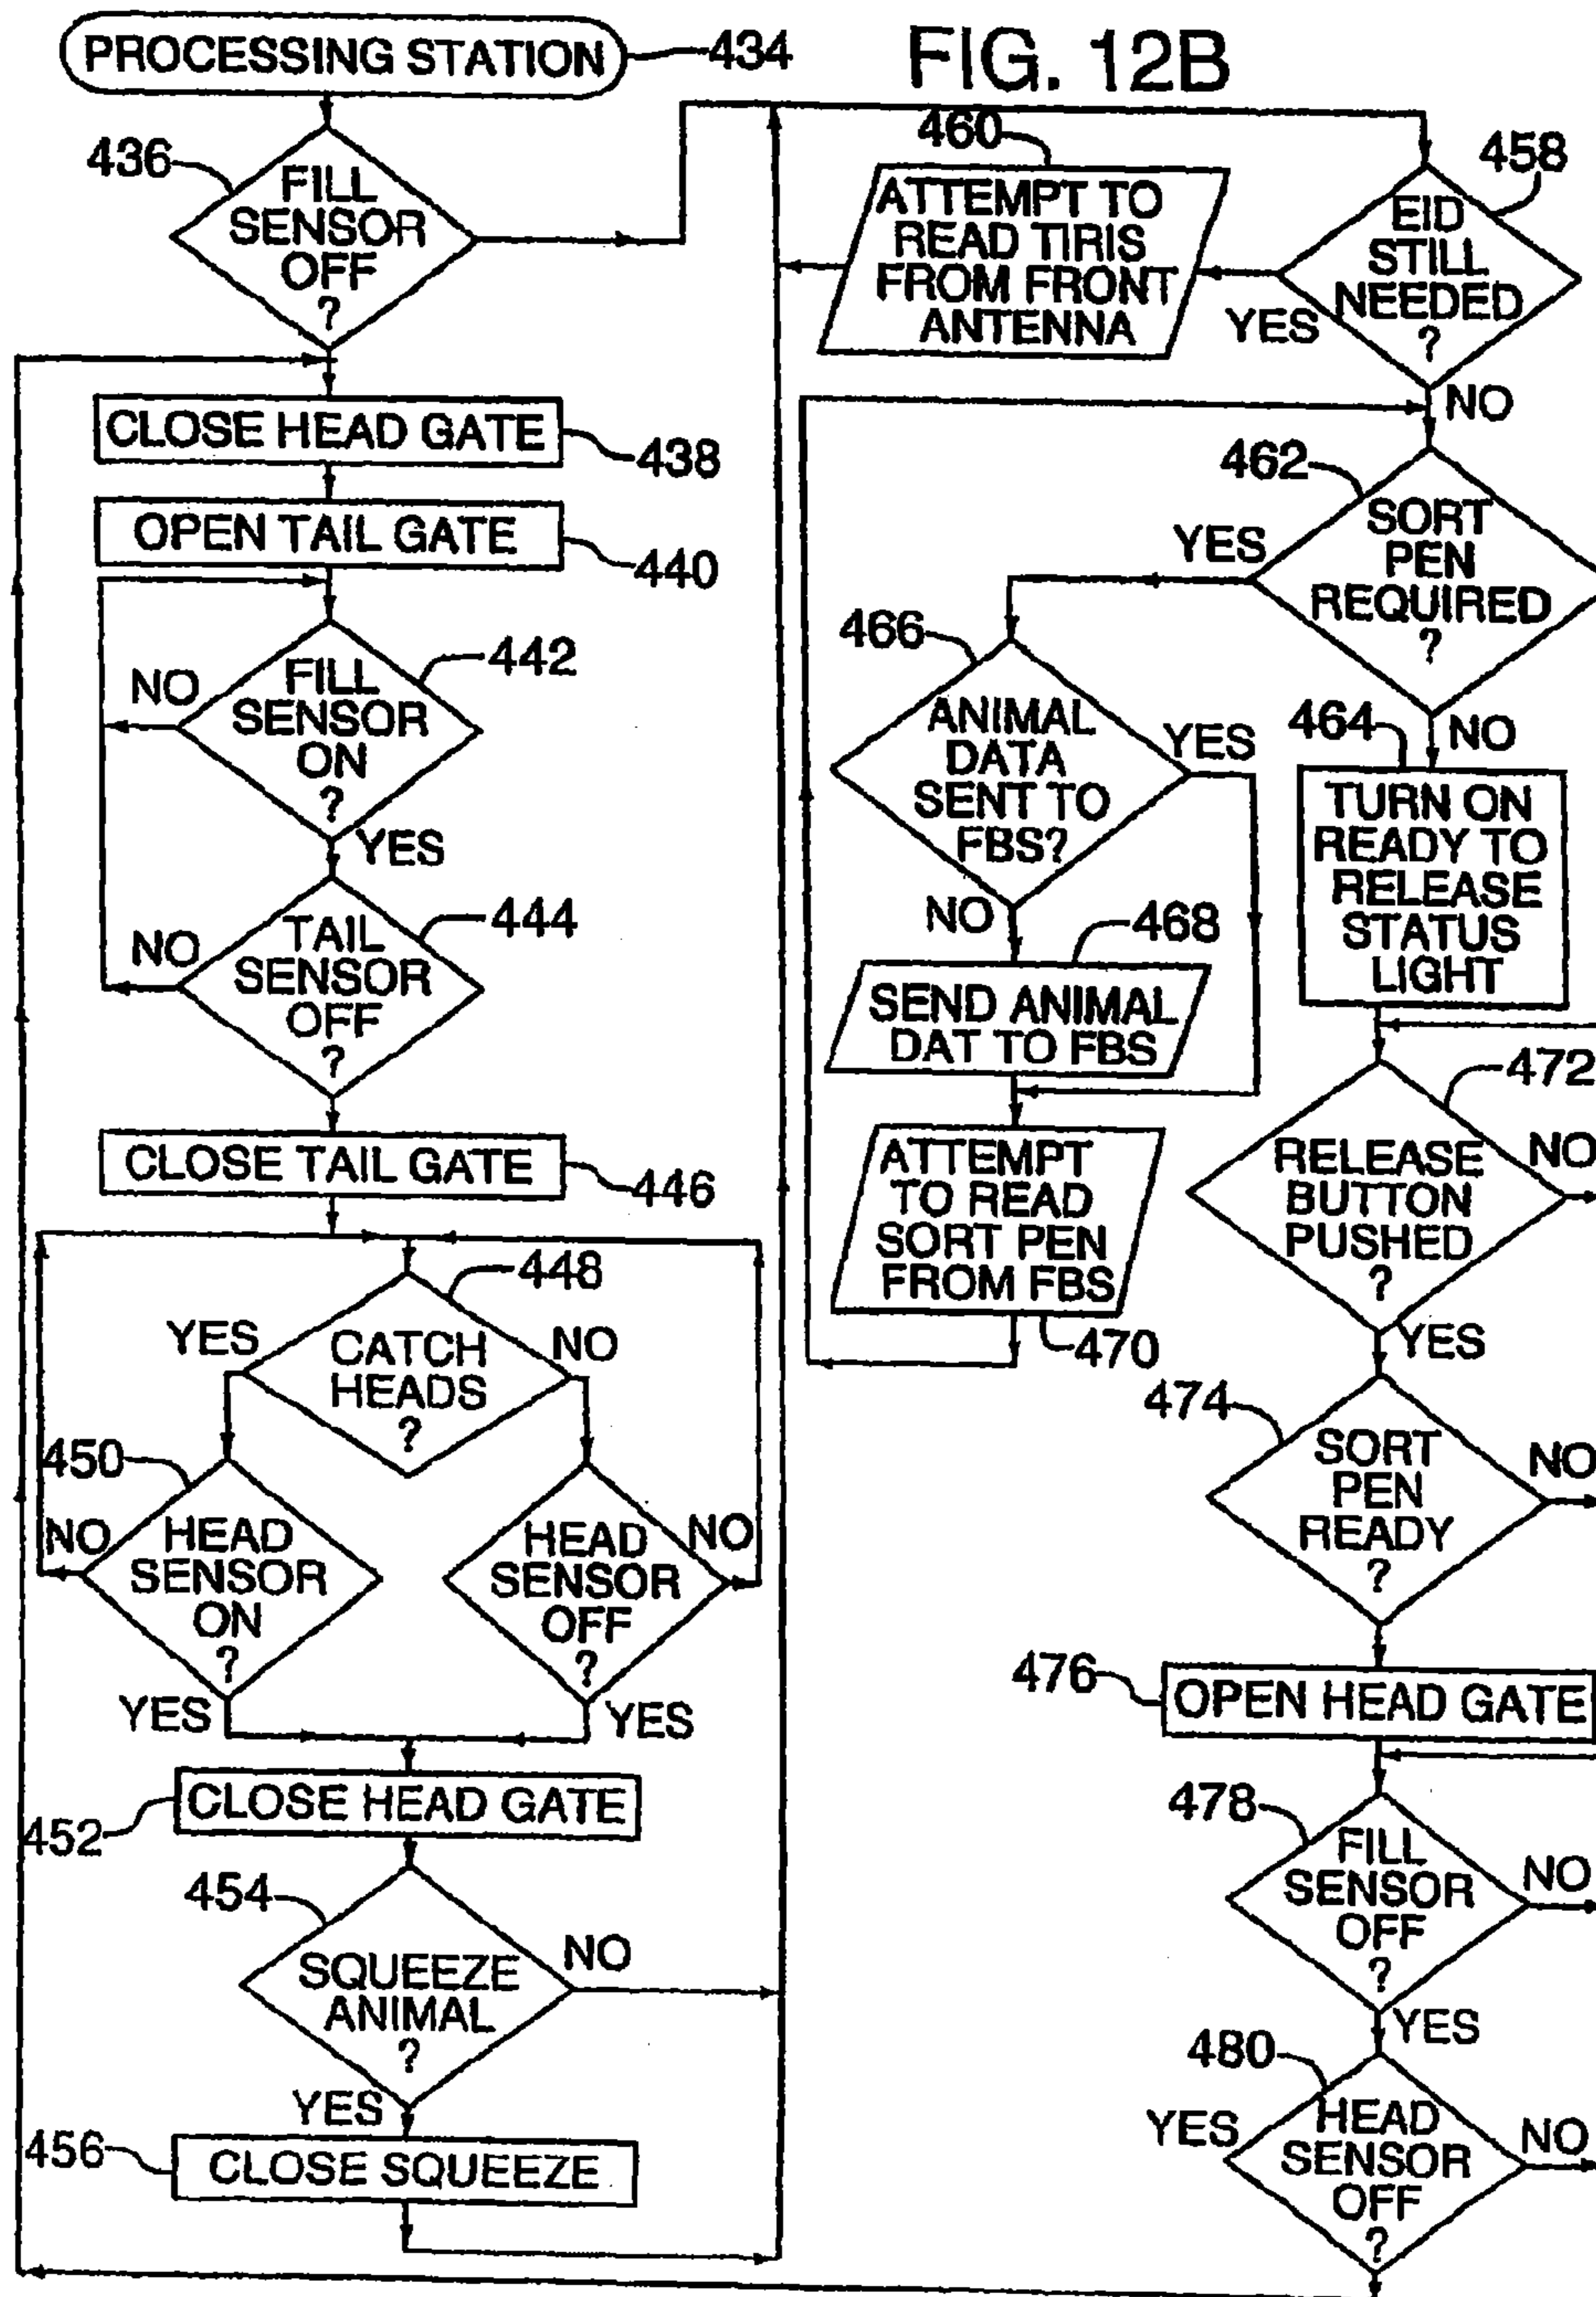 FIG. 12B
PROCESSING STATION
434
436
FILL
SENSOR
OFF
?
CLOSE HEAD GATE
438
OPEN TAIL GATE
440
442
FILL
SENSOR
ON
?
NO
YES
444
TAIL
SENSOR
OFF
?
NO
CLOSE TAIL GATE
446
448
CATCH
HEADS
?
YES
NO
450
HEAD
SENSOR
ON
?
NO
YES
HEAD
SENSOR
OFF
?
NO
YES
CLOSE HEAD GATE
452
454
SQUEEZE
ANIMAL
?
NO
YES
456
CLOSE SQUEEZE
460
ATTEMPT TO
READ TIRIS
FROM FRONT
ANTENNA
458
EID
STILL
NEEDED
?
YES
NO
462
SORT
PEN
REQUIRED
?
YES
NO
466
ANIMAL
DATA
SENT TO
FBS?
YES
NO
468
SEND ANIMAL
DAT TO FBS
ATTEMPT
TO READ
SORT PEN
FROM FBS
470
464
TURN ON
READY TO
RELEASE
STATUS
LIGHT
472
RELEASE
BUTTON
PUSHED
?
NO
YES
474
SORT
PEN
READY
?
NO
476
OPEN HEAD GATE
478
FILL
SENSOR
OFF
?
NO
YES
480
HEAD
SENSOR
OFF
?
YES
NO